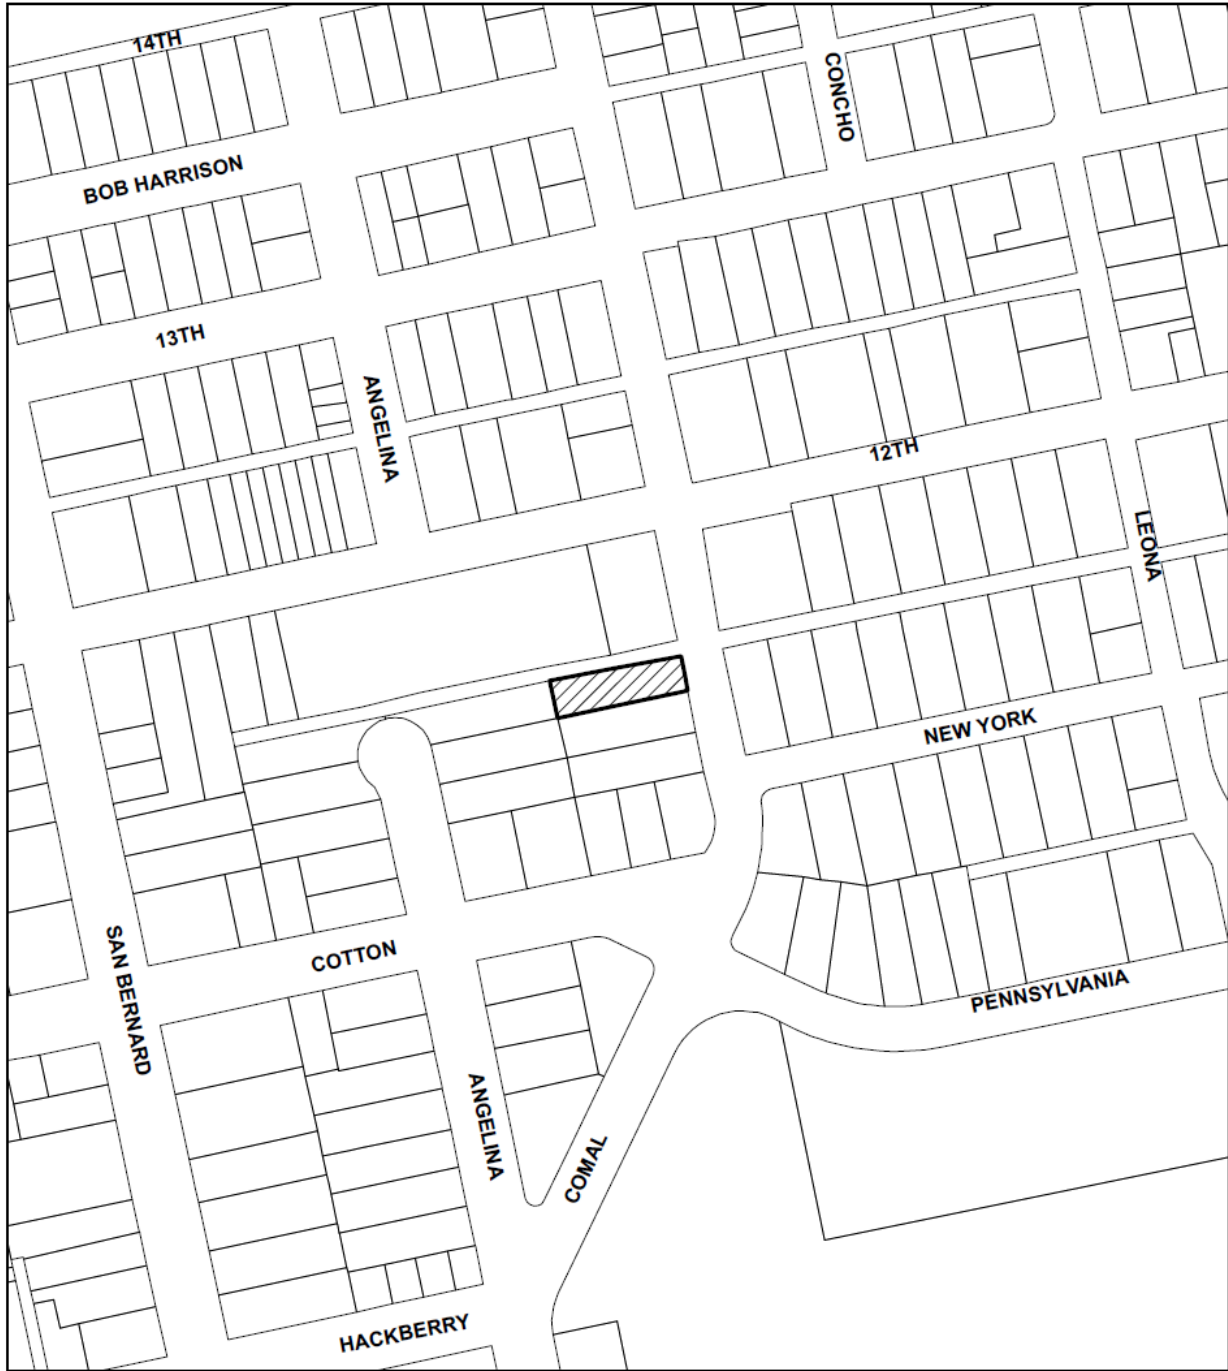 14TH
CONCHO
BOB HARRISON
13TH
ANGELINA
12TH
LEONA
NEW YORK
SAN BERNARD
COTTON
PENNSYLVANIA
ANGELINA
COMAL
HACKBERRY